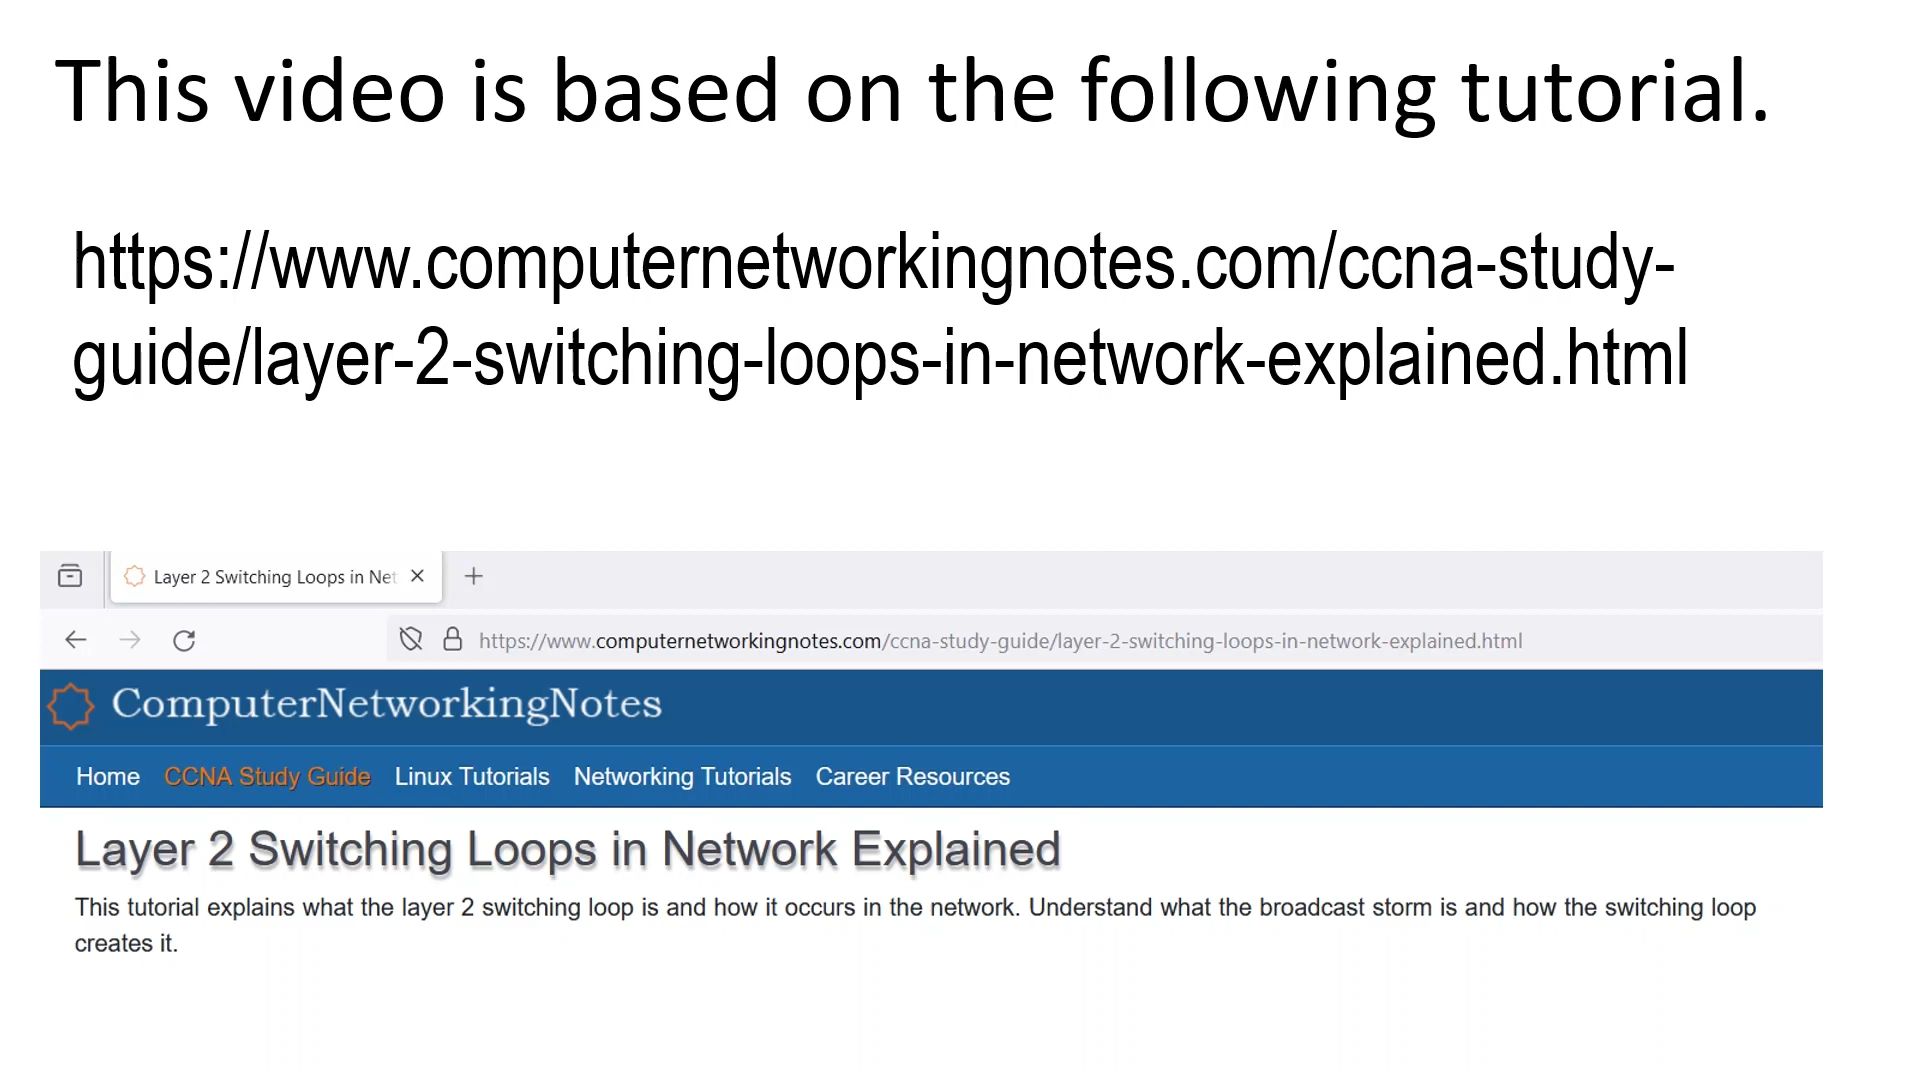 This video is based on the following tutorial.
https://www.computernetworkingnotes.com/ccna-study-
guide/layer-2-switching-loops-in-network-explained.html
Layer 2 Switching Loops in Net
https://www.computernetworkingnotes.com/ccna-study-guide/layer-2-switching-loops-in-network-explained.html
ComputerNetworkingNotes
Home CCNA Study Guide Linux Tutorials Networking Tutorials Career Resources
Layer 2 Switching Loops in Network Explained
This tutorial explains what the layer 2 switching loop is and how it occurs in the network. Understand what the broadcast storm is and how the switching loop
creates it.